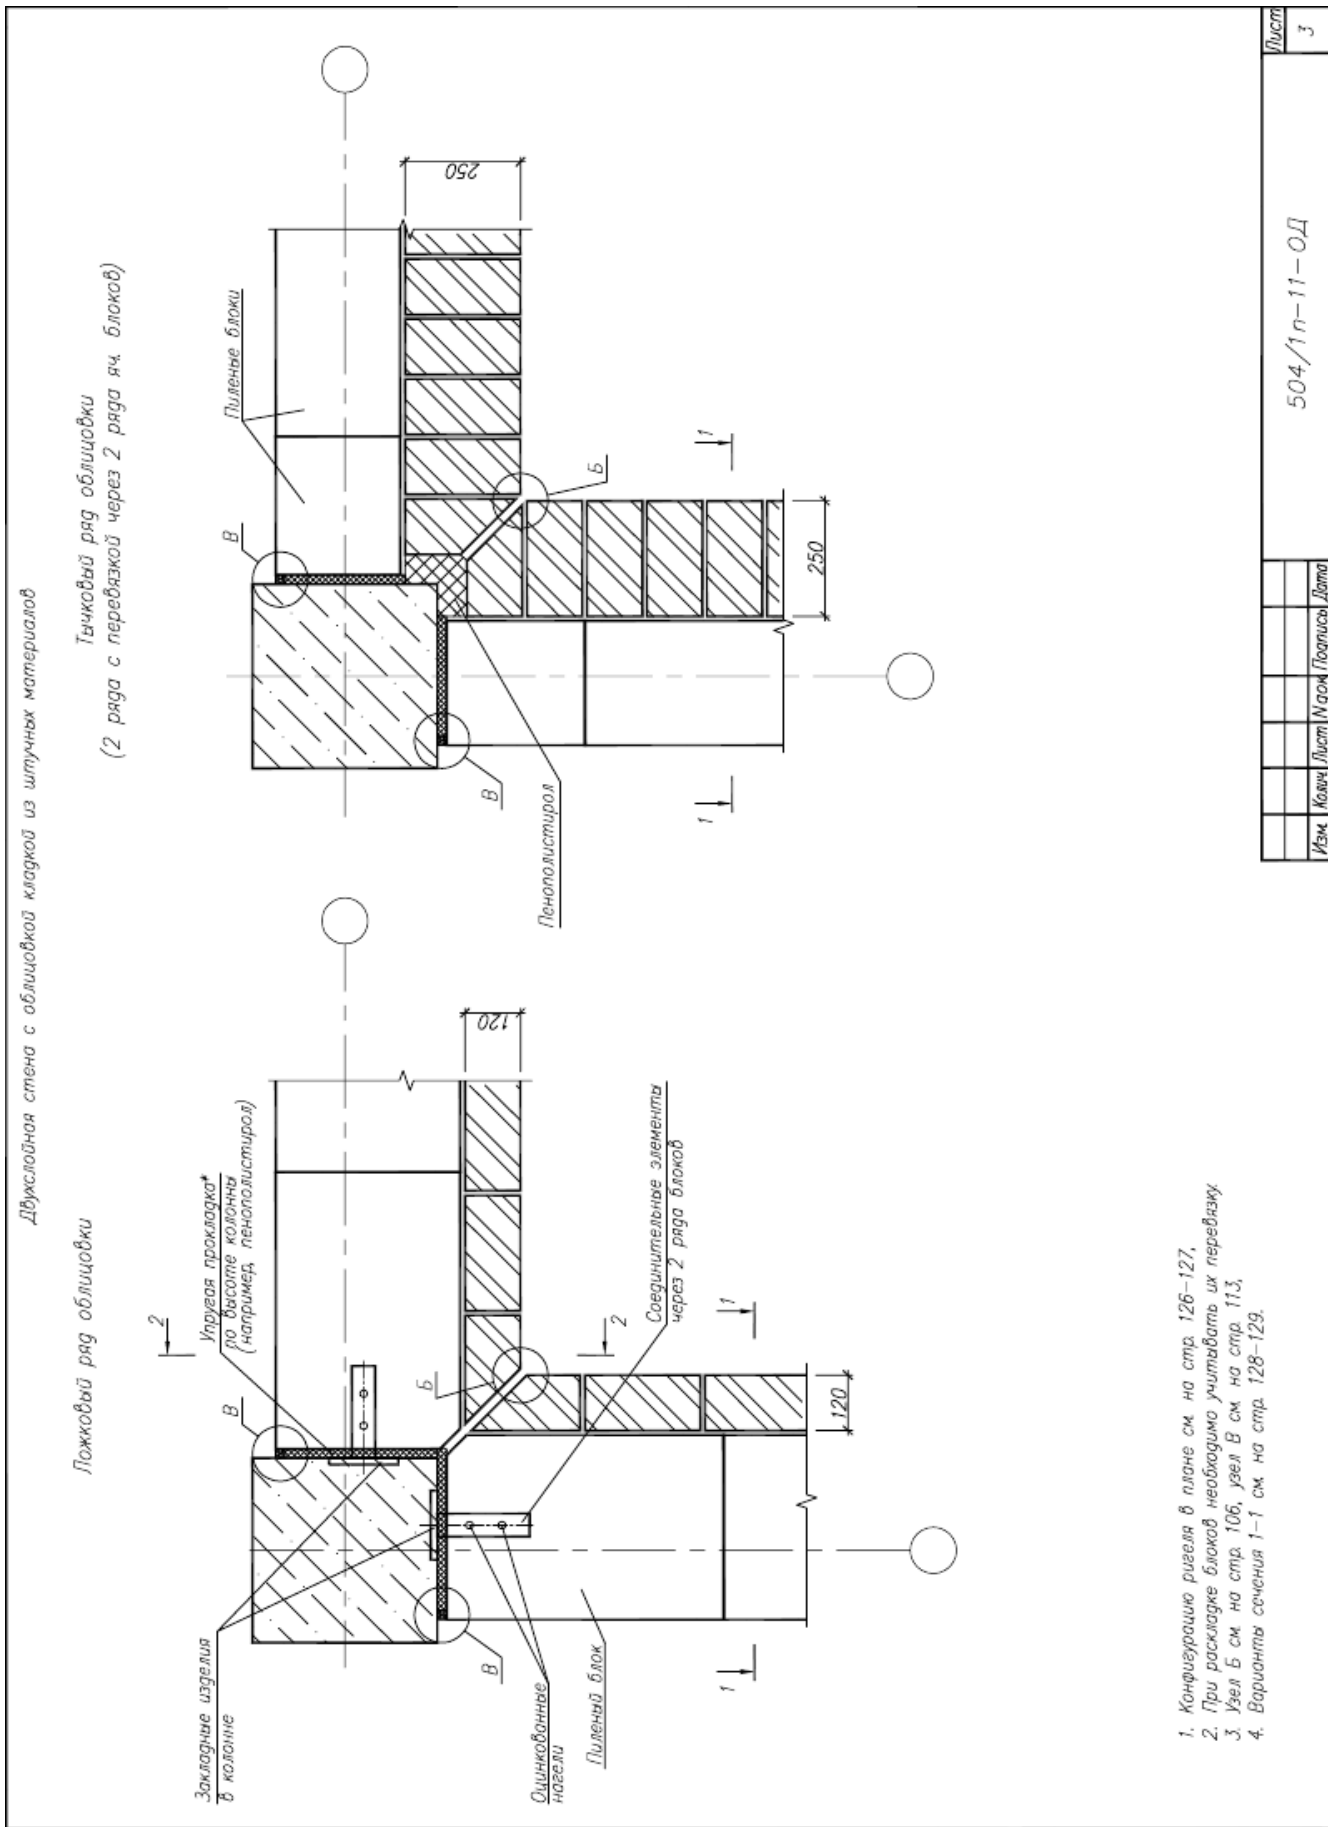 Двухслойная стена с облицовкой кладкой из штучных материалов
Ложковый ряд облицовки
Закладные изделия
в колонне
В
Упругая прокладка*
по высоте колонны
(например, пенополистирол)
2
Б
120
2
В
Оцинкованные
нагели
Пиленый блок
Соединительные элементы
через 2 ряда блоков
1
1
120
Тычковый ряд облицовки
(2 ряда с перевязкой через 2 ряда яч. блоков)
В
Пиленые блоки
250
В
Б
Пенополистирол
1
1
250
1. Конфигурацию ригеля в плане см. на стр. 126-127,
2. При раскладке блоков необходимо учитывать их перевязку.
3. Узел Б см. на стр. 106, узел В см. на стр. 113,
4. Варианты сечения 1-1 см. на стр. 128-129.
Изм. Колич. Лист Nдок Подпись Дата
504/1п-11-ОД
Лист
3